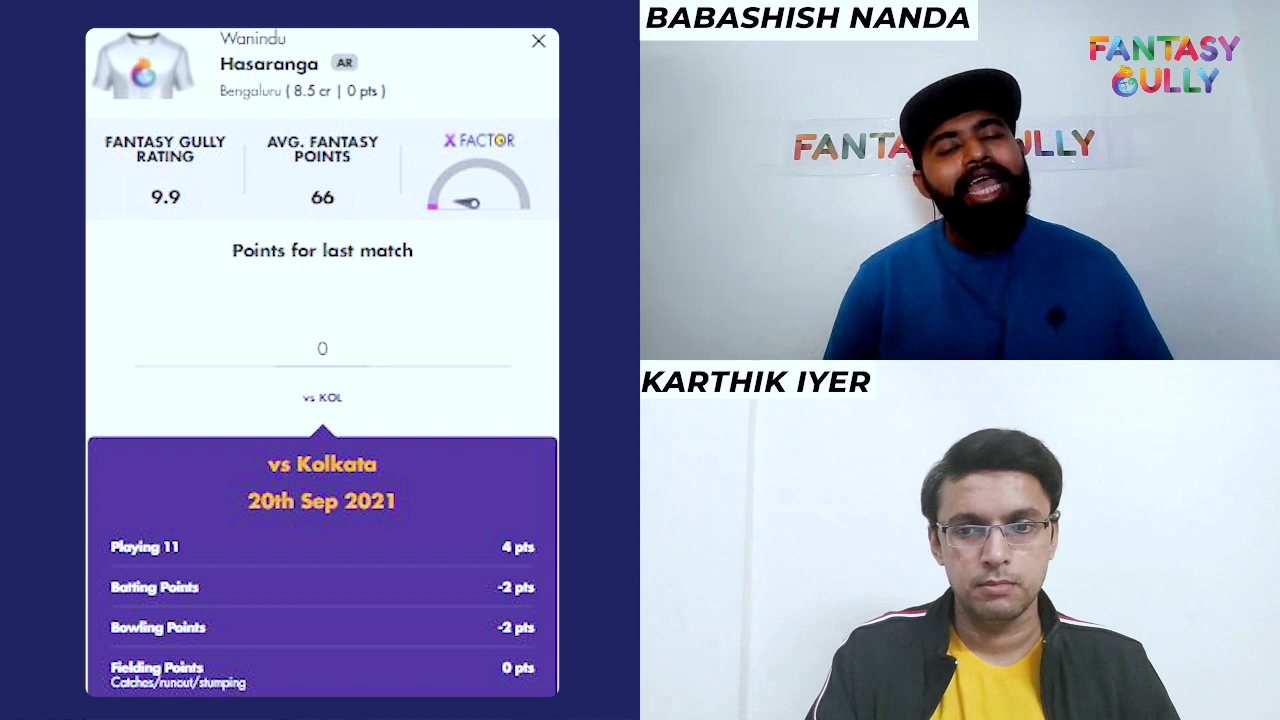 Wanindu
Hasaranga AR
Bengaluru ( 8.5 cr | 0 pts )
FANTASY GULLY
RATING
9.9
AVG. FANTASY
POINTS
66
X FACTOR
Points for last match
0
vs KOL
vs Kolkata
20th Sep 2021
Playing 11 4 pts
Batting Points -2 pts
Bowling Points -2 pts
Fielding Points 0 pts
Catches/runout/stumping
BABASHISH NANDA
FANTASY
GULLY
FANTA ULLY
KARTHIK IYER